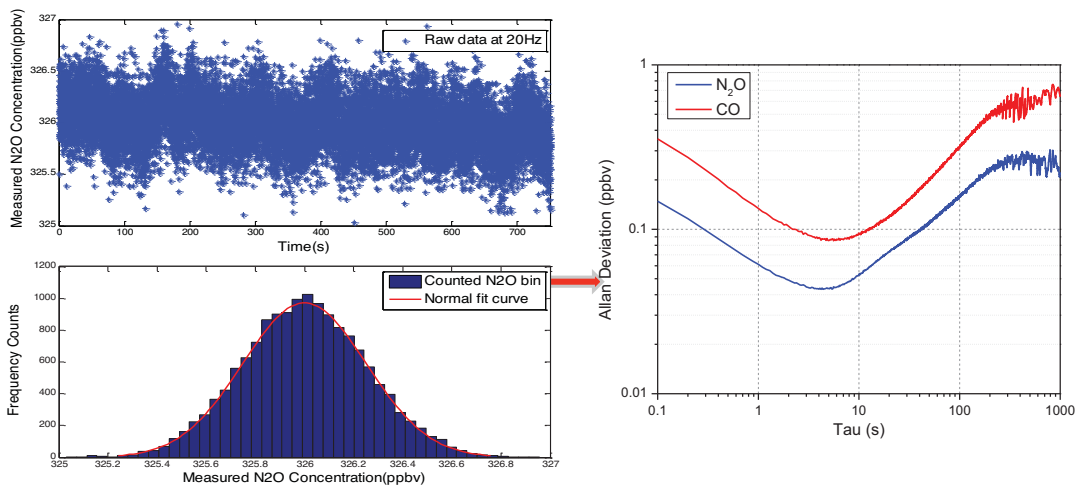 Measured N2O Concentration(ppbv)
327
326.5
326
325.5
325
Raw data at 20Hz
0 100 200 300 400 500 600 700
Time(s)
Frequency Counts
1200
1000
800
600
400
200
0
Counted N2O bin
Normal fit curve
325 325.2 325.4 325.6 325.8 326 326.2 326.4 326.6 326.8 327
Measured N2O Concentration(ppbv)
Allan Deviation (ppbv)
1
0.1
0.01
N₂O
CO
0.1 1 10 100 1000
Tau (s)